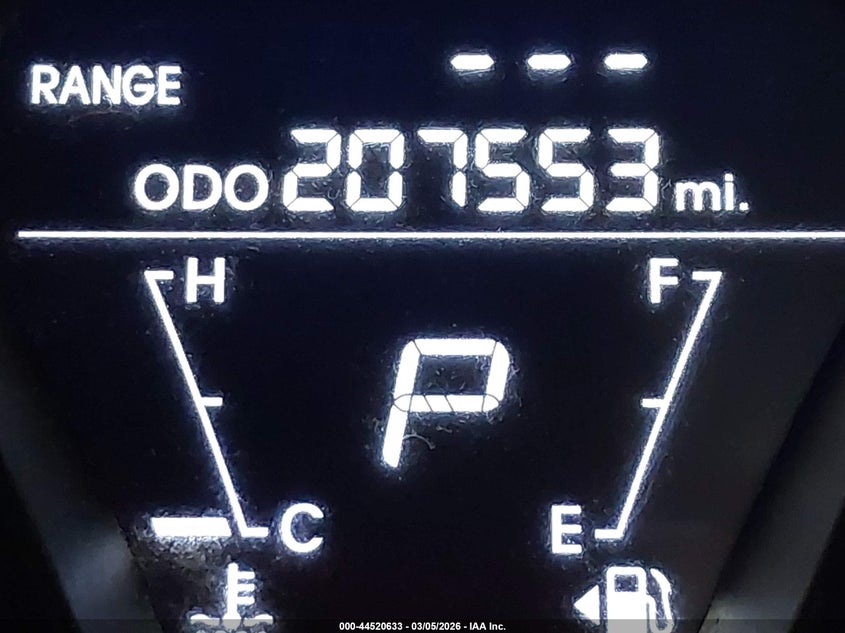 RANGE ---
ODO 207553 mi.
H F
P
C E
000-44520633 - 03/05/2026 - IAA Inc.